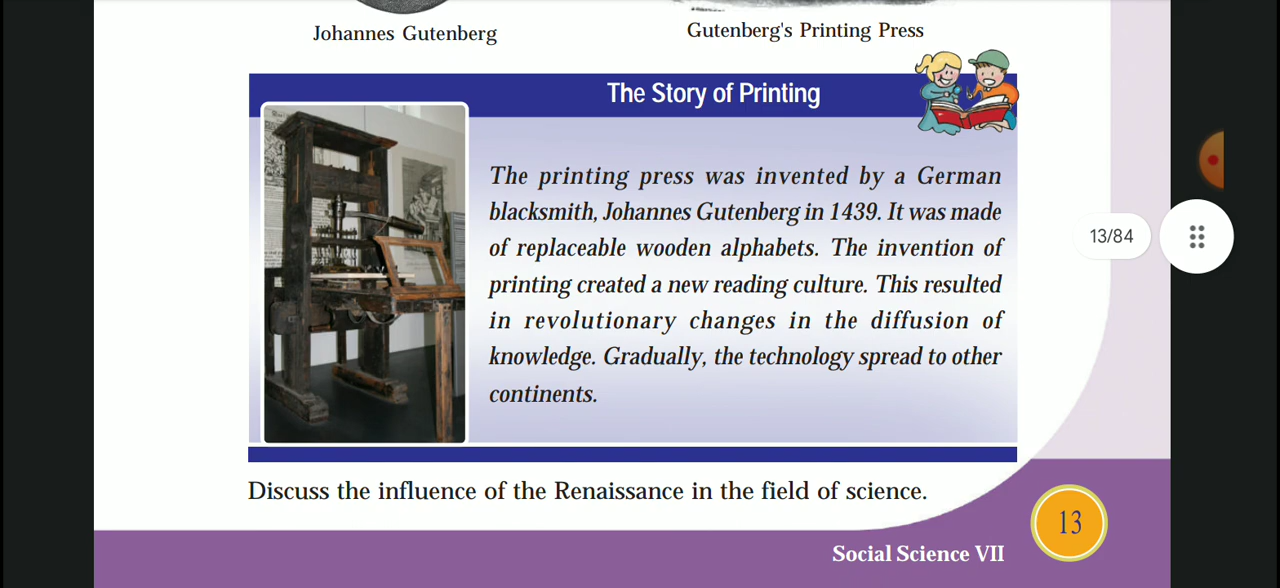 Johannes Gutenberg
Gutenberg's Printing Press
The Story of Printing
The printing press was invented by a German
blacksmith, Johannes Gutenberg in 1439. It was made
of replaceable wooden alphabets. The invention of
printing created a new reading culture. This resulted
in revolutionary changes in the diffusion of
knowledge. Gradually, the technology spread to other
continents.
13/84
Discuss the influence of the Renaissance in the field of science.
13
Social Science VII